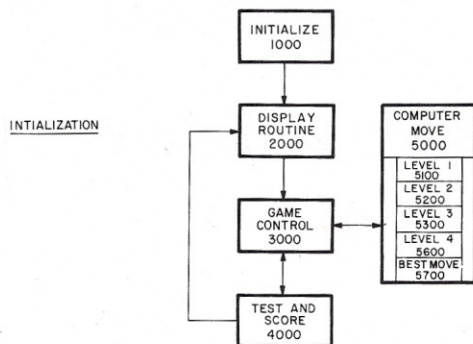 INITIALIZE
1000
INTIALIZATION
DISPLAY
ROUTINE
2000
COMPUTER
MOVE
5000
LEVEL 1
5100
LEVEL 2
5200
LEVEL 3
5300
LEVEL 4
5600
BEST MOVE
5700
GAME
CONTROL
3000
TEST AND
SCORE
4000